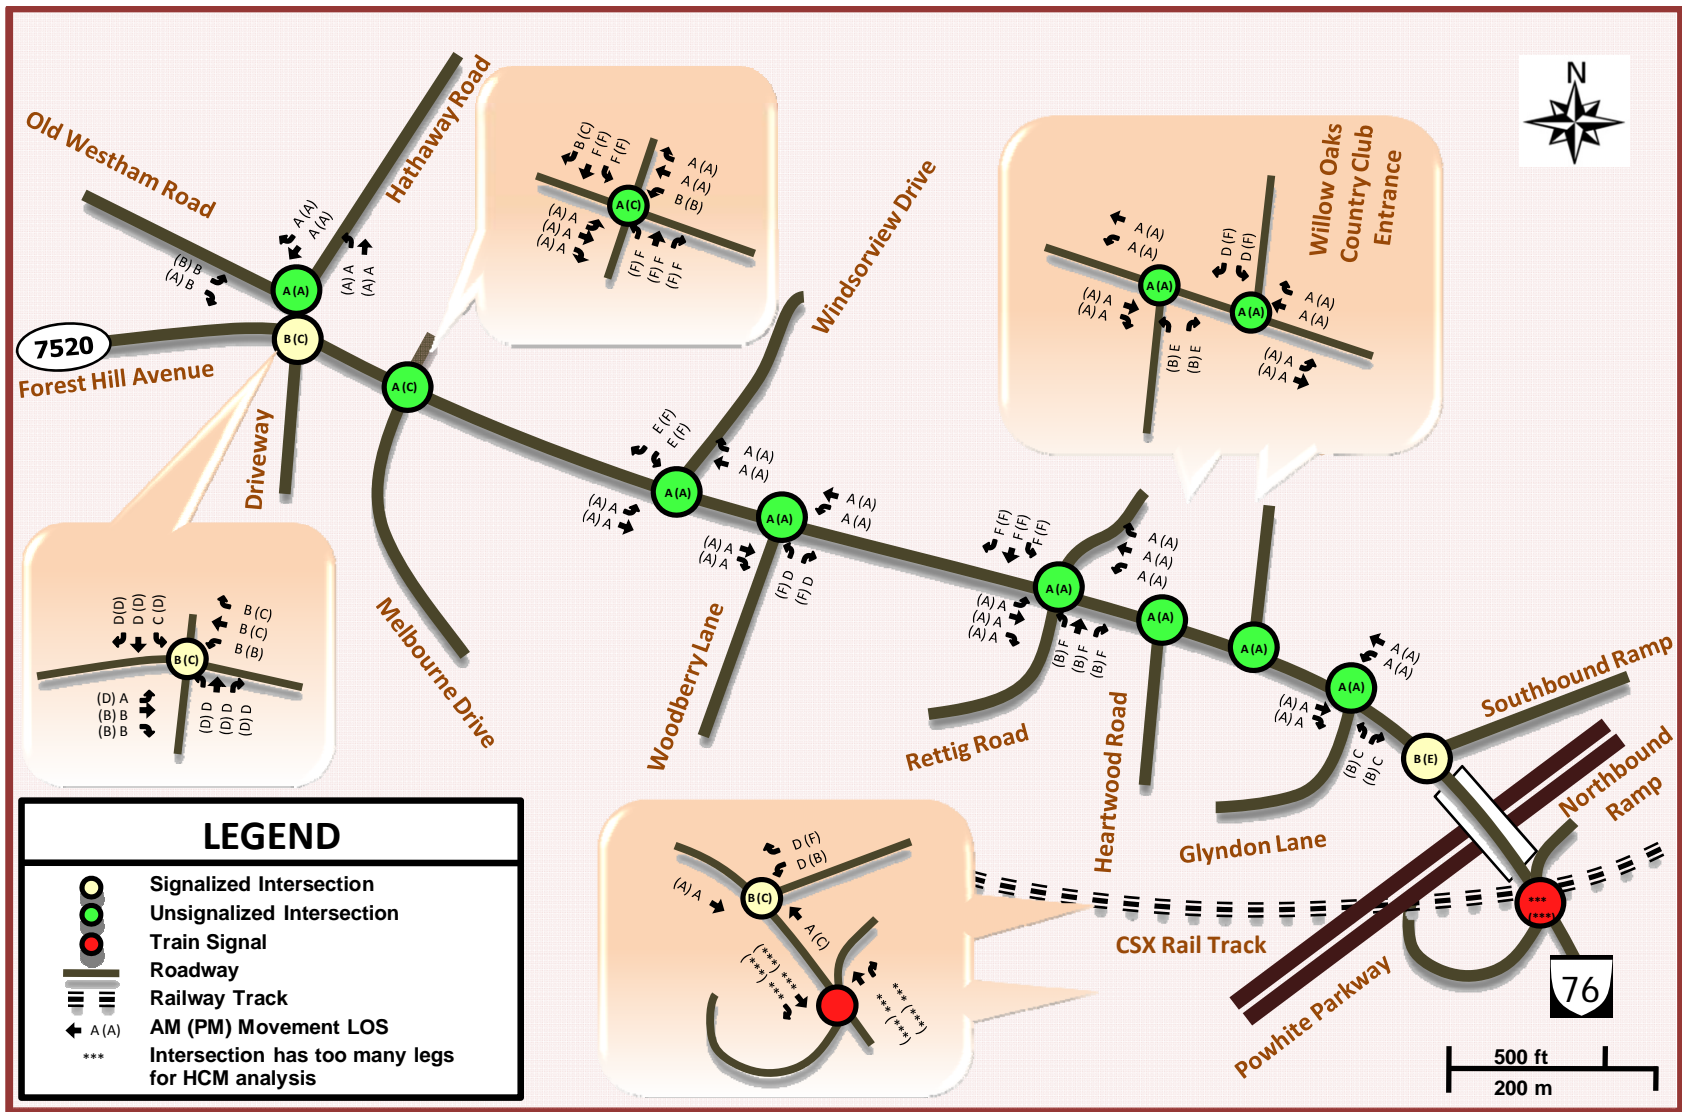 Old Westham Road
Hathaway Road
A (A)
A (A)
(B) B
(A) B
(A) A
(A) A
A (A)
7520
B (C)
Forest Hill Avenue
Driveway
A (C)
B (C)
F (F)
F (F)
A (A)
A (A)
B (B)
A (C)
(A) A
(A) A
(A) A
(F) F
(F) F
(F) F
Windsorview Drive
E (F)
E (F)
A (A)
A (A)
A (A)
(A) A
(A) A
A (A)
A (A)
A (A)
(A) A
(A) A
(F) D
(F) D
Melbourne Drive
Woodberry Lane
D(D)
D (D)
C (D)
B (C)
B (C)
B (B)
B (C)
(D) A
(B) B
(B) B
(D) D
(D) D
(D) D
Willow Oaks
Country Club
Entrance
A (A)
A (A)
D (F)
D (F)
A (A)
A (A)
A (A)
A (A)
(A) A
(A) A
(B) E
(B) E
(A) A
(A) A
N
F (F)
F (F)
F (F)
A (A)
A (A)
A (A)
A (A)
(A) A
(A) A
(A) A
(B) F
(B) F
(B) F
Rettig Road
A (A)
Heartwood Road
A (A)
A (A)
A (A)
A (A)
(A) A
(A) A
(B) C
(B) C
Glyndon Lane
Southbound Ramp
B (E)
Northbound
Ramp
***
(***)
CSX Rail Track
Powhite Parkway
76
D (F)
D (B)
(A) A
B (C)
A (C)
(***) ***
(***) ***
*** (***)
*** (***)
500 ft
200 m
LEGEND
Signalized Intersection
Unsignalized Intersection
Train Signal
Roadway
Railway Track
A (A) AM (PM) Movement LOS
*** Intersection has too many legs
for HCM analysis